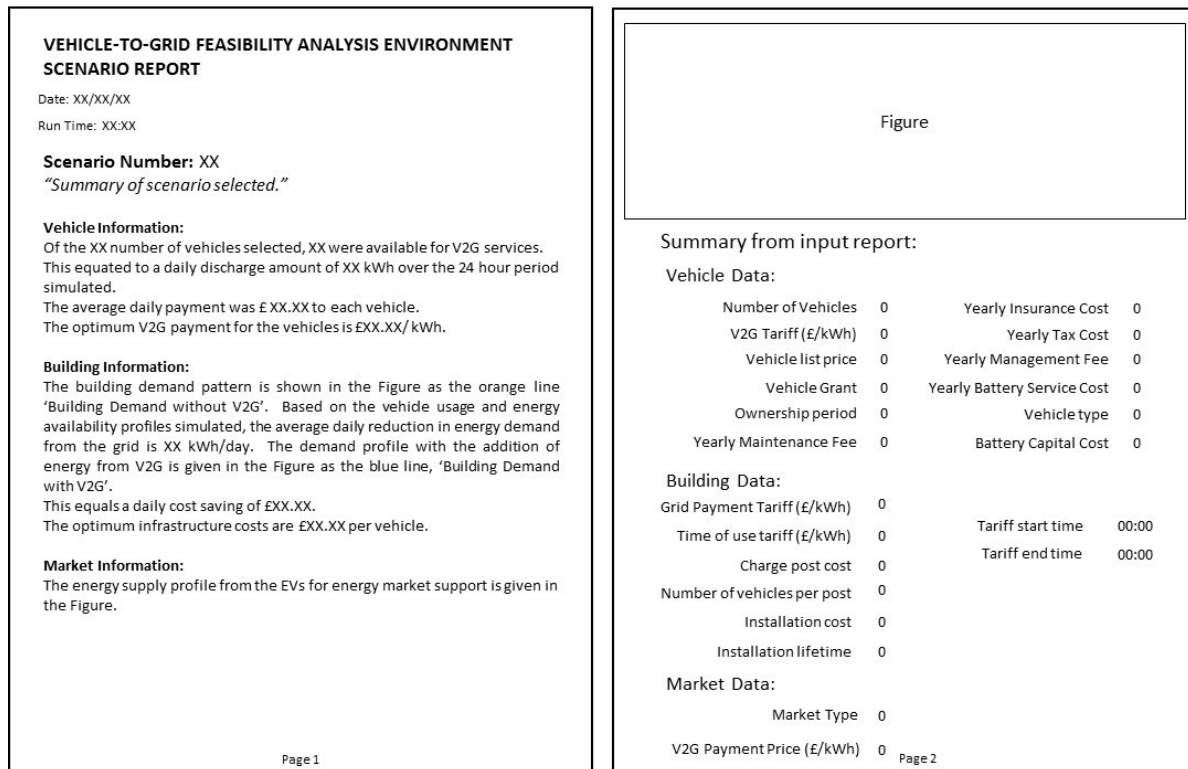 VEHICLE-TO-GRID FEASIBILITY ANALYSIS ENVIRONMENT
SCENARIO REPORT
Date: XX/XX/XX
Run Time: XX:XX
Scenario Number: XX
“Summary of scenario selected.”
Vehicle Information:
Of the XX number of vehicles selected, XX were available for V2G services.
This equated to a daily discharge amount of XX kWh over the 24 hour period
simulated.
The average daily payment was £ XX.XX to each vehicle.
The optimum V2G payment for the vehicles is £XX.XX/ kWh.
Building Information:
The building demand pattern is shown in the Figure as the orange line
‘Building Demand without V2G’. Based on the vehicle usage and energy
availability profiles simulated, the average daily reduction in energy demand
from the grid is XX kWh/day. The demand profile with the addition of
energy from V2G is given in the Figure as the blue line, ‘Building Demand
with V2G’.
This equals a daily cost saving of £XX.XX.
The optimum infrastructure costs are £XX.XX per vehicle.
Market Information:
The energy supply profile from the EVs for energy market support is given in
the Figure.
Page 1
Figure
Summary from input report:
Vehicle Data:
Number of Vehicles 0 Yearly Insurance Cost 0
V2G Tariff (£/kWh) 0 Yearly Tax Cost 0
Vehicle list price 0 Yearly Management Fee 0
Vehicle Grant 0 Yearly Battery Service Cost 0
Ownership period 0 Vehicle type 0
Yearly Maintenance Fee 0 Battery Capital Cost 0
Building Data:
Grid Payment Tariff (£/kWh) 0
Time of use tariff (£/kWh) 0 Tariff start time 00:00
Charge post cost 0 Tariff end time 00:00
Number of vehicles per post 0
Installation cost 0
Installation lifetime 0
Market Data:
Market Type 0
V2G Payment Price (£/kWh) 0
Page 2